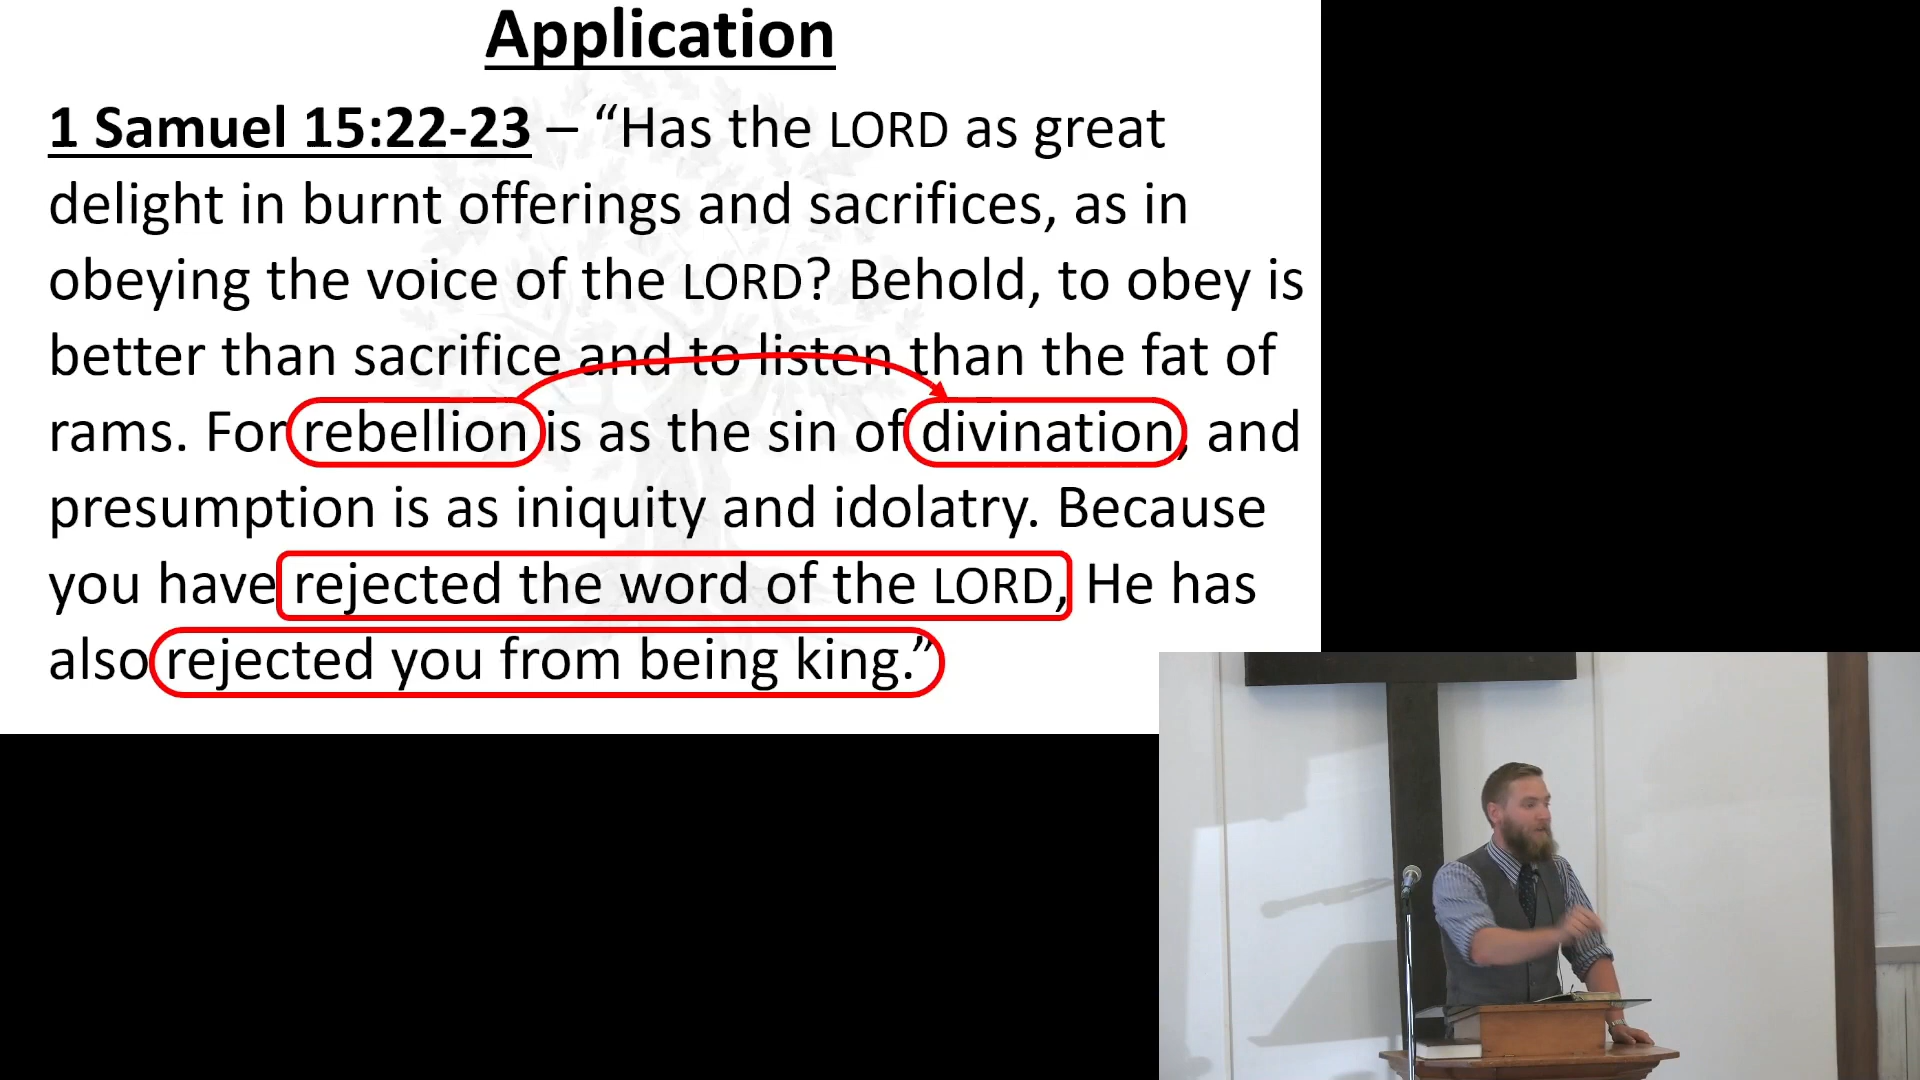 Application
1 Samuel 15:22-23 – “Has the LORD as great
delight in burnt offerings and sacrifices, as in
obeying the voice of the LORD? Behold, to obey is
better than sacrifice and to listen than the fat of
rams. For rebellion is as the sin of divination, and
presumption is as iniquity and idolatry. Because
you have rejected the word of the LORD, He has
also rejected you from being king.”